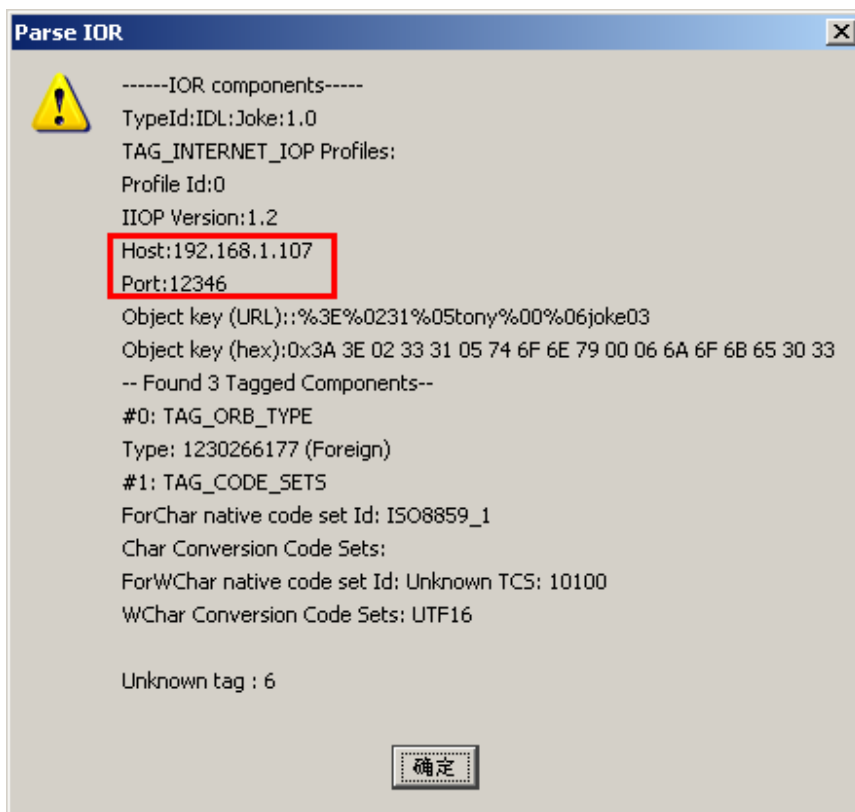 Parse IOR
------IOR components-----
TypeId:IDL:Joke:1.0
TAG_INTERNET_IOP Profiles:
Profile Id:0
IIOP Version:1.2
Host:192.168.1.107
Port:12346
Object key (URL)::%3E%0231%05tony%00%06joke03
Object key (hex):0x3A 3E 02 33 31 05 74 6F 6E 79 00 06 6A 6F 6B 65 30 33
-- Found 3 Tagged Components--
#0: TAG_ORB_TYPE
Type: 1230266177 (Foreign)
#1: TAG_CODE_SETS
ForChar native code set Id: ISO8859_1
Char Conversion Code Sets:
ForWChar native code set Id: Unknown TCS: 10100
WChar Conversion Code Sets: UTF16
Unknown tag : 6
确定